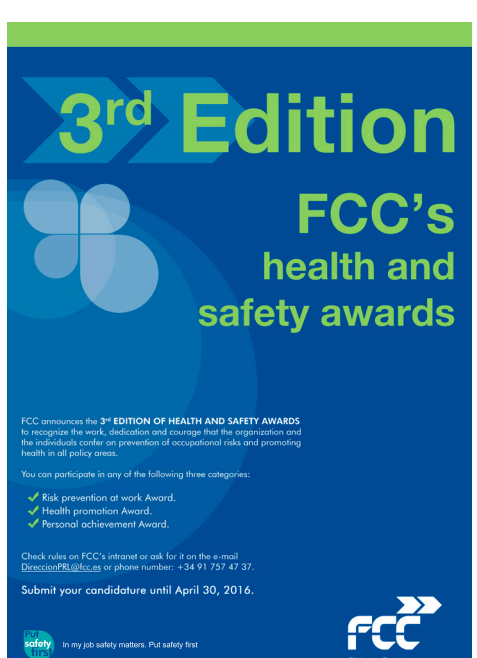 3rd Edition
FCC's
health and
safety awards
FCC announces the 3rd EDITION OF HEALTH AND SAFETY AWARDS
to recognize the work, dedication and courage that the organization and
the individuals confer on prevention of occupational risks and promoting
health in all policy areas.
You can participate in any of the following three categories:
Risk prevention at work Award.
Health promotion Award.
Personal achievement Award.
Check rules on FCC's intranet or ask for it on the e-mail
DireccionPRL@fcc.es or phone number: +34 91 757 47 37.
Submit your candidature until April 30, 2016.
Put
safety
first
In my job safety matters. Put safety first
FCC